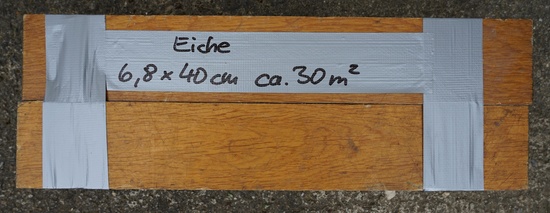 Eiche
6,8 x 40 cm ca. 30 m²